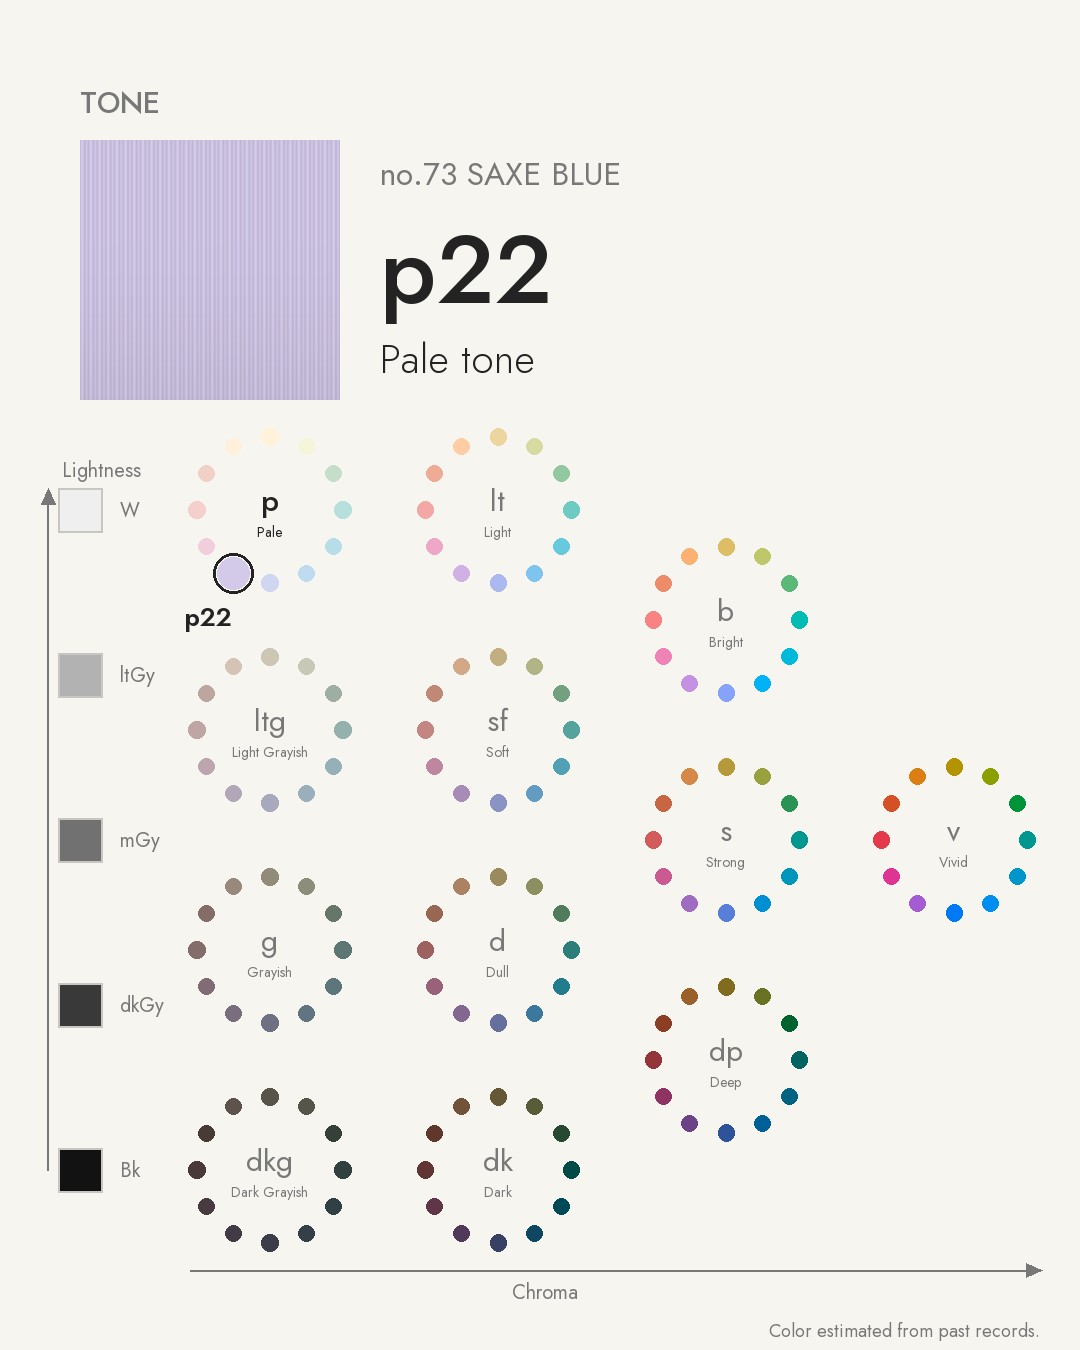 TONE
no.73 SAXE BLUE
p22
Pale tone
Lightness
W
p
Pale
lt
Light
p22
b
Bright
ltGy
ltg
Light Grayish
sf
Soft
mGy
s
Strong
v
Vivid
g
Grayish
d
Dull
dkGy
dp
Deep
Bk
dkg
Dark Grayish
dk
Dark
Chroma
Color estimated from past records.